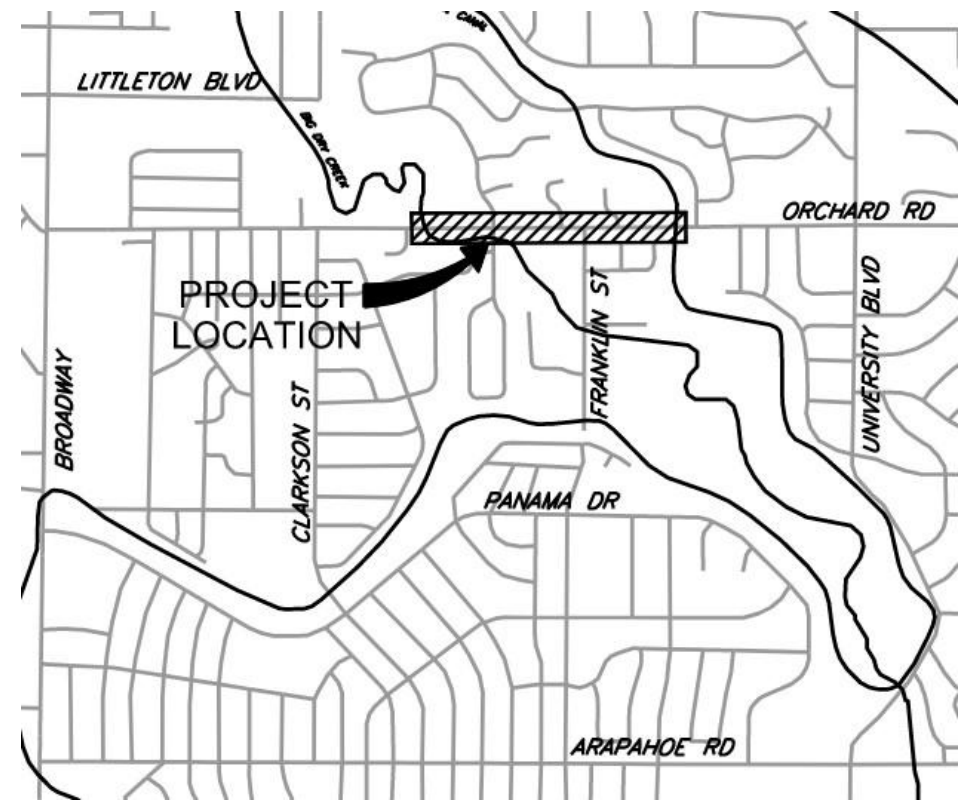 CANAL
LITTLETON BLVD
BIG DRY CREEK
ORCHARD RD
PROJECT
LOCATION
FRANKLIN ST
UNIVERSITY BLVD
BROADWAY
CLARKSON ST
PANAMA DR
ARAPAHOE RD